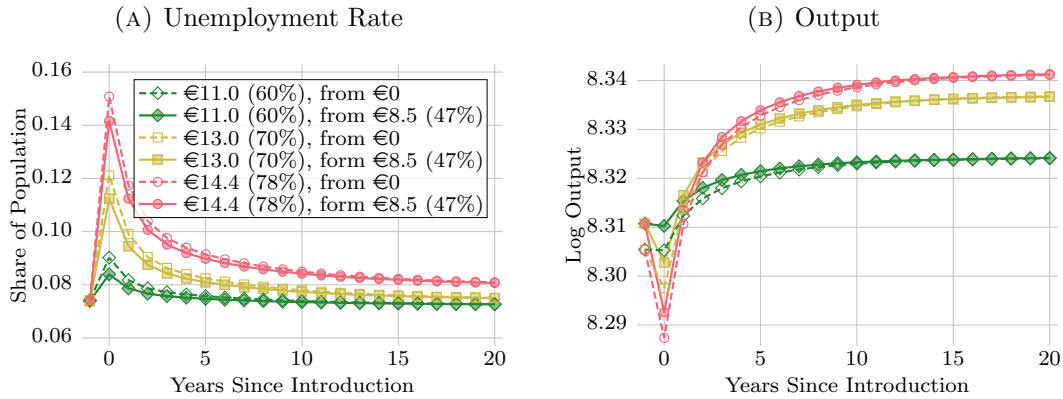 (A) Unemployment Rate
0.16
0.14
0.12
0.10
0.08
0.06
Share of Population
€11.0 (60%), from €0
€11.0 (60%), from €8.5 (47%)
€13.0 (70%), from €0
€13.0 (70%), form €8.5 (47%)
€14.4 (78%), from €0
€14.4 (78%), form €8.5 (47%)
0 5 10 15 20
Years Since Introduction
(B) Output
8.34
8.33
8.32
8.31
8.30
8.29
Log Output
0 5 10 15 20
Years Since Introduction